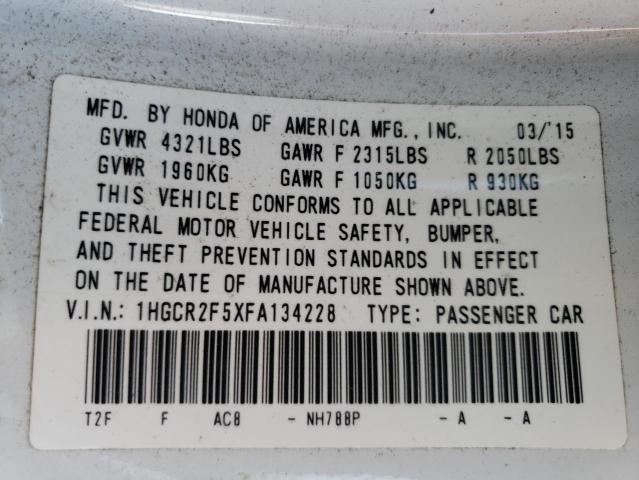 MFD. BY HONDA OF AMERICA MFG., INC. 03/15
GVWR 4321LBS GAWR F 2315LBS R 2050LBS
GVWR 1960KG GAWR F 1050KG R 930KG
THIS VEHICLE CONFORMS TO ALL APPLICABLE
FEDERAL MOTOR VEHICLE SAFETY, BUMPER,
AND THEFT PREVENTION STANDARDS IN EFFECT
ON THE DATE OF MANUFACTURE SHOWN ABOVE.
V.I.N.: 1HGCR2F5XFA134228 TYPE: PASSENGER CAR
T2F F AC8 - NH788P - A - A